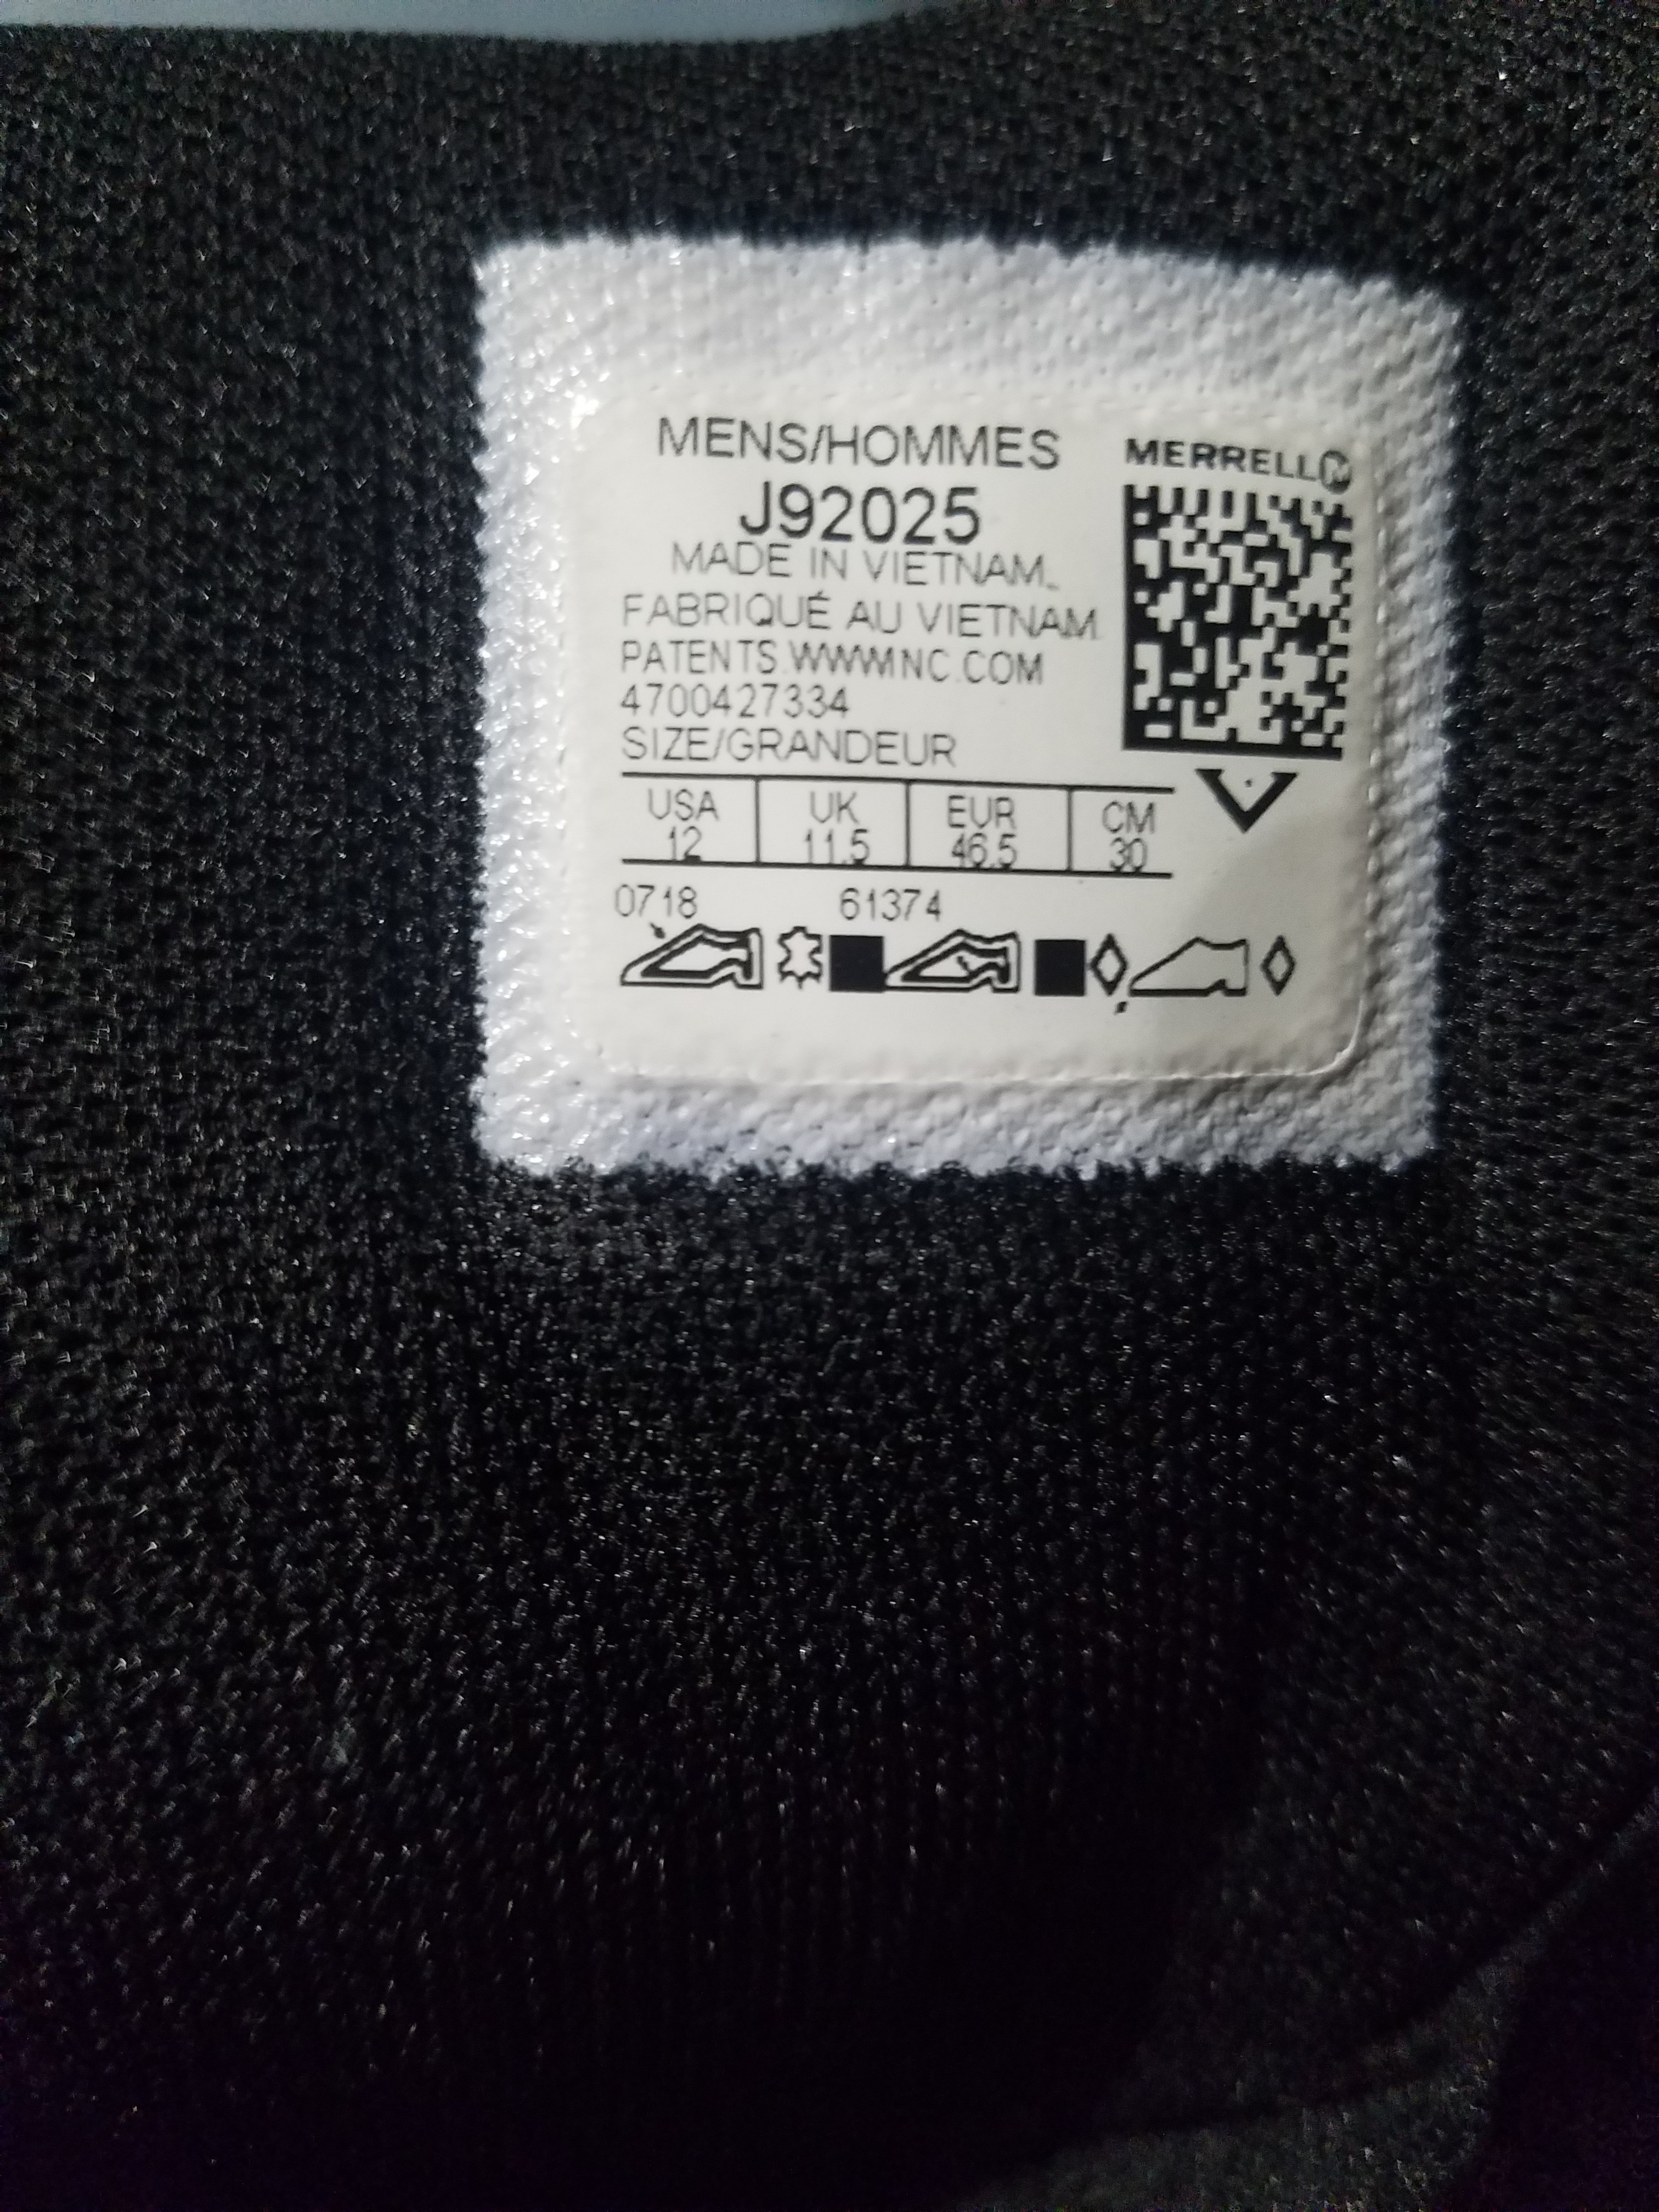 MENS/HOMMES
MERRELL
J92025
MADE IN VIETNAM
FABRIQUÉ AU VIETNAM
PATENTS.WWWNC.COM
4700427334
SIZE/GRANDEUR
USA UK EUR CM
12 11.5 46.5 30
0718 61374